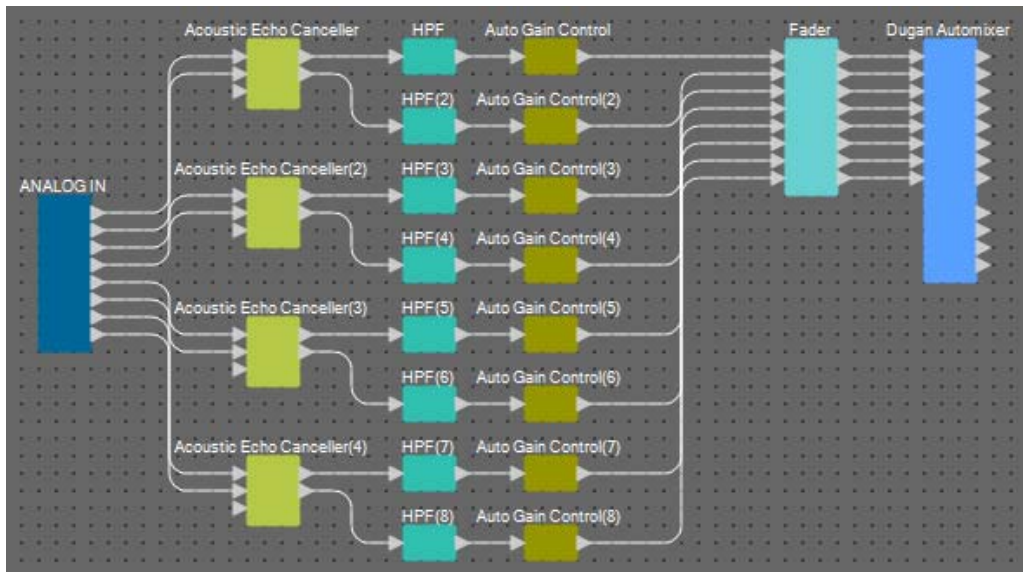 Acoustic Echo Canceller HPF Auto Gain Control Fader Dugan Automixer
HPF(2) Auto Gain Control(2)
Acoustic Echo Canceller(2) HPF(3) Auto Gain Control(3)
ANALOG IN
HPF(4) Auto Gain Control(4)
Acoustic Echo Canceller(3) HPF(5) Auto Gain Control(5)
HPF(6) Auto Gain Control(6)
Acoustic Echo Canceller(4) HPF(7) Auto Gain Control(7)
HPF(8) Auto Gain Control(8)